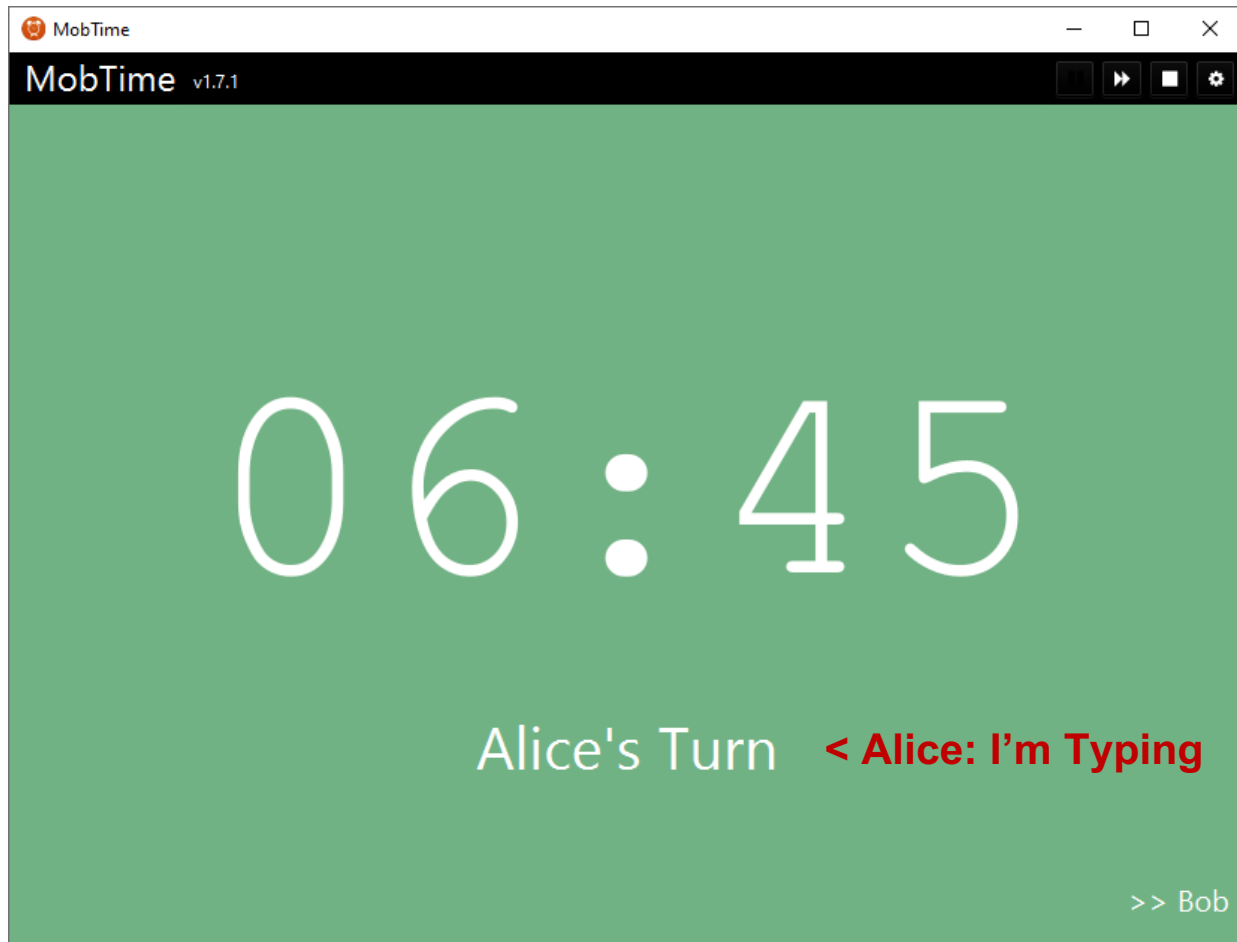 MobTime
MobTime v1.7.1
06:45
Alice's Turn < Alice: I’m Typing
>> Bob